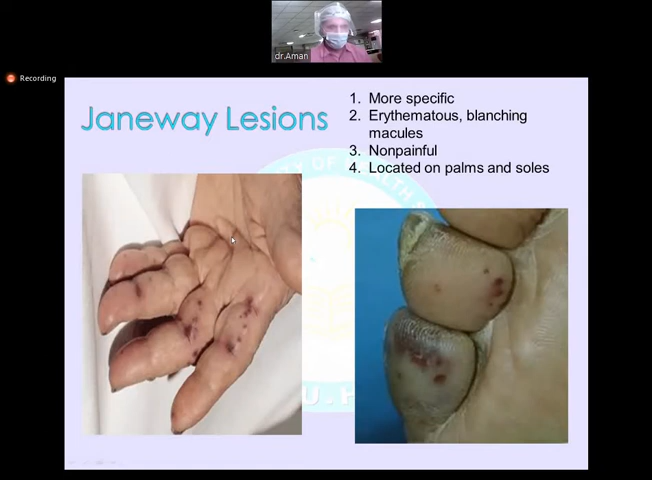 dr.Aman
Recording
Janeway Lesions
1. More specific
2. Erythematous, blanching
macules
3. Nonpainful
4. Located on palms and soles